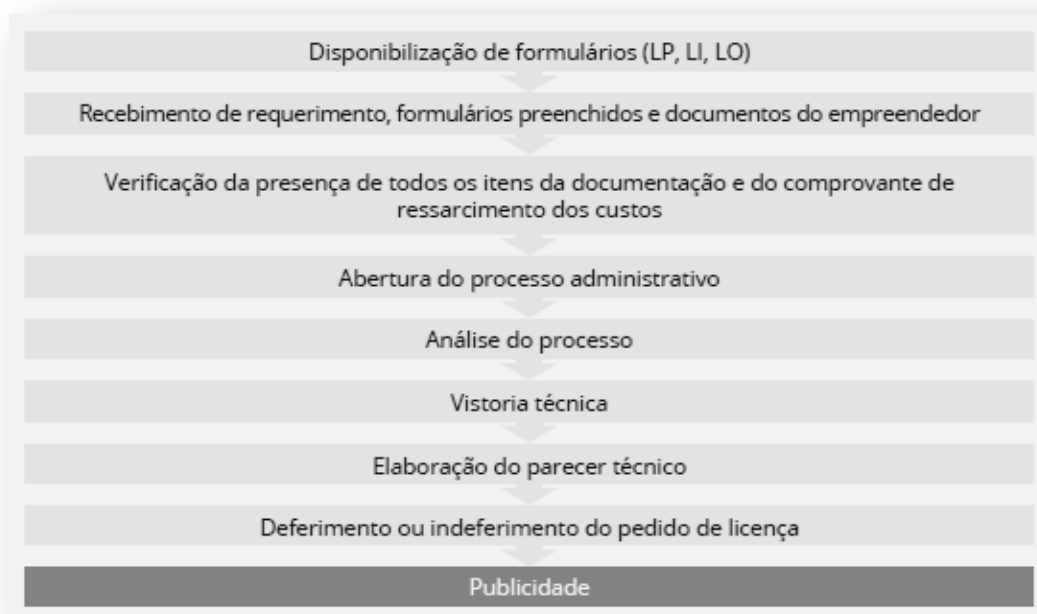 Disponibilização de formulários (LP, LI, LO)
Recebimento de requerimento, formulários preenchidos e documentos do empreendedor
Verificação da presença de todos os itens da documentação e do comprovante de
ressarcimento dos custos
Abertura do processo administrativo
Análise do processo
Vistoria técnica
Elaboração do parecer técnico
Deferimento ou indeferimento do pedido de licença
Publicidade